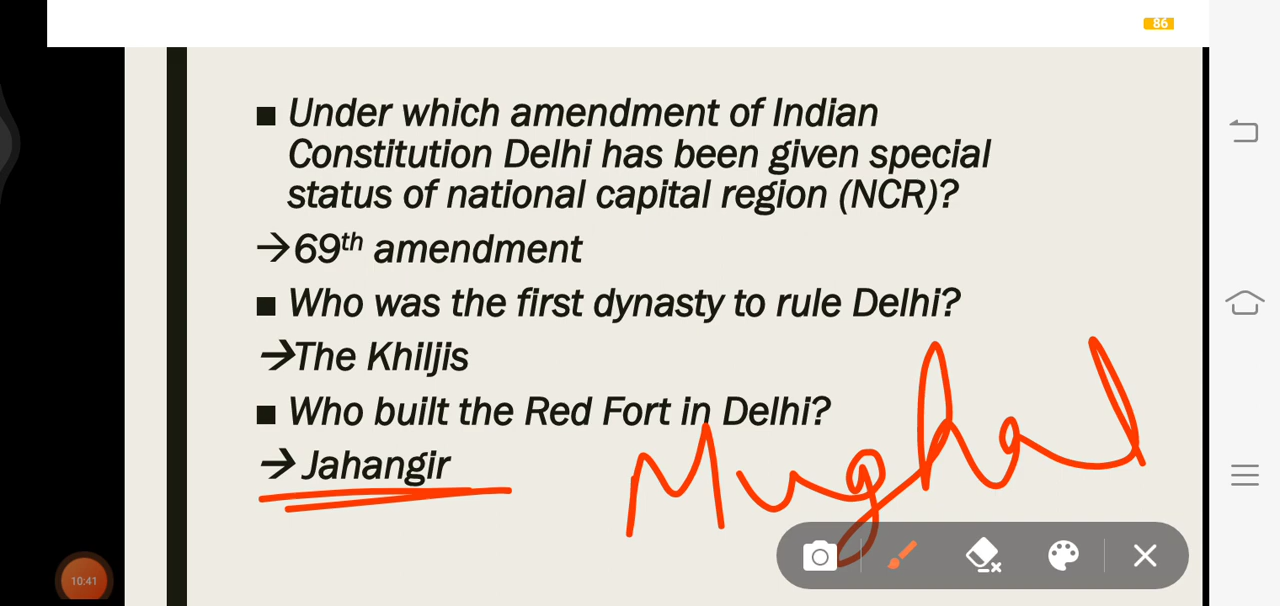 86
■ Under which amendment of Indian
Constitution Delhi has been given special
status of national capital region (NCR)?
→69th amendment
■ Who was the first dynasty to rule Delhi?
→The Khiljis
■ Who built the Red Fort in Delhi?
→ Jahangir
Mughal
10:41